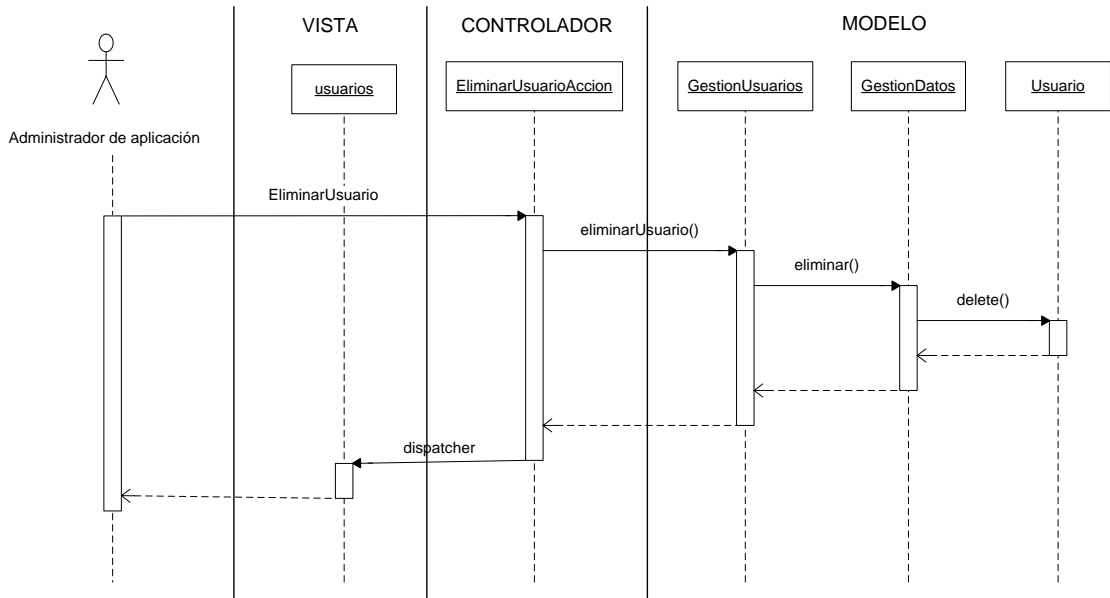 VISTA
CONTROLADOR
MODELO
usuarios
EliminarUsuarioAccion
GestionUsuarios
GestionDatos
Usuario
Administrador de aplicación
EliminarUsuario
eliminarUsuario()
eliminar()
delete()
dispatcher